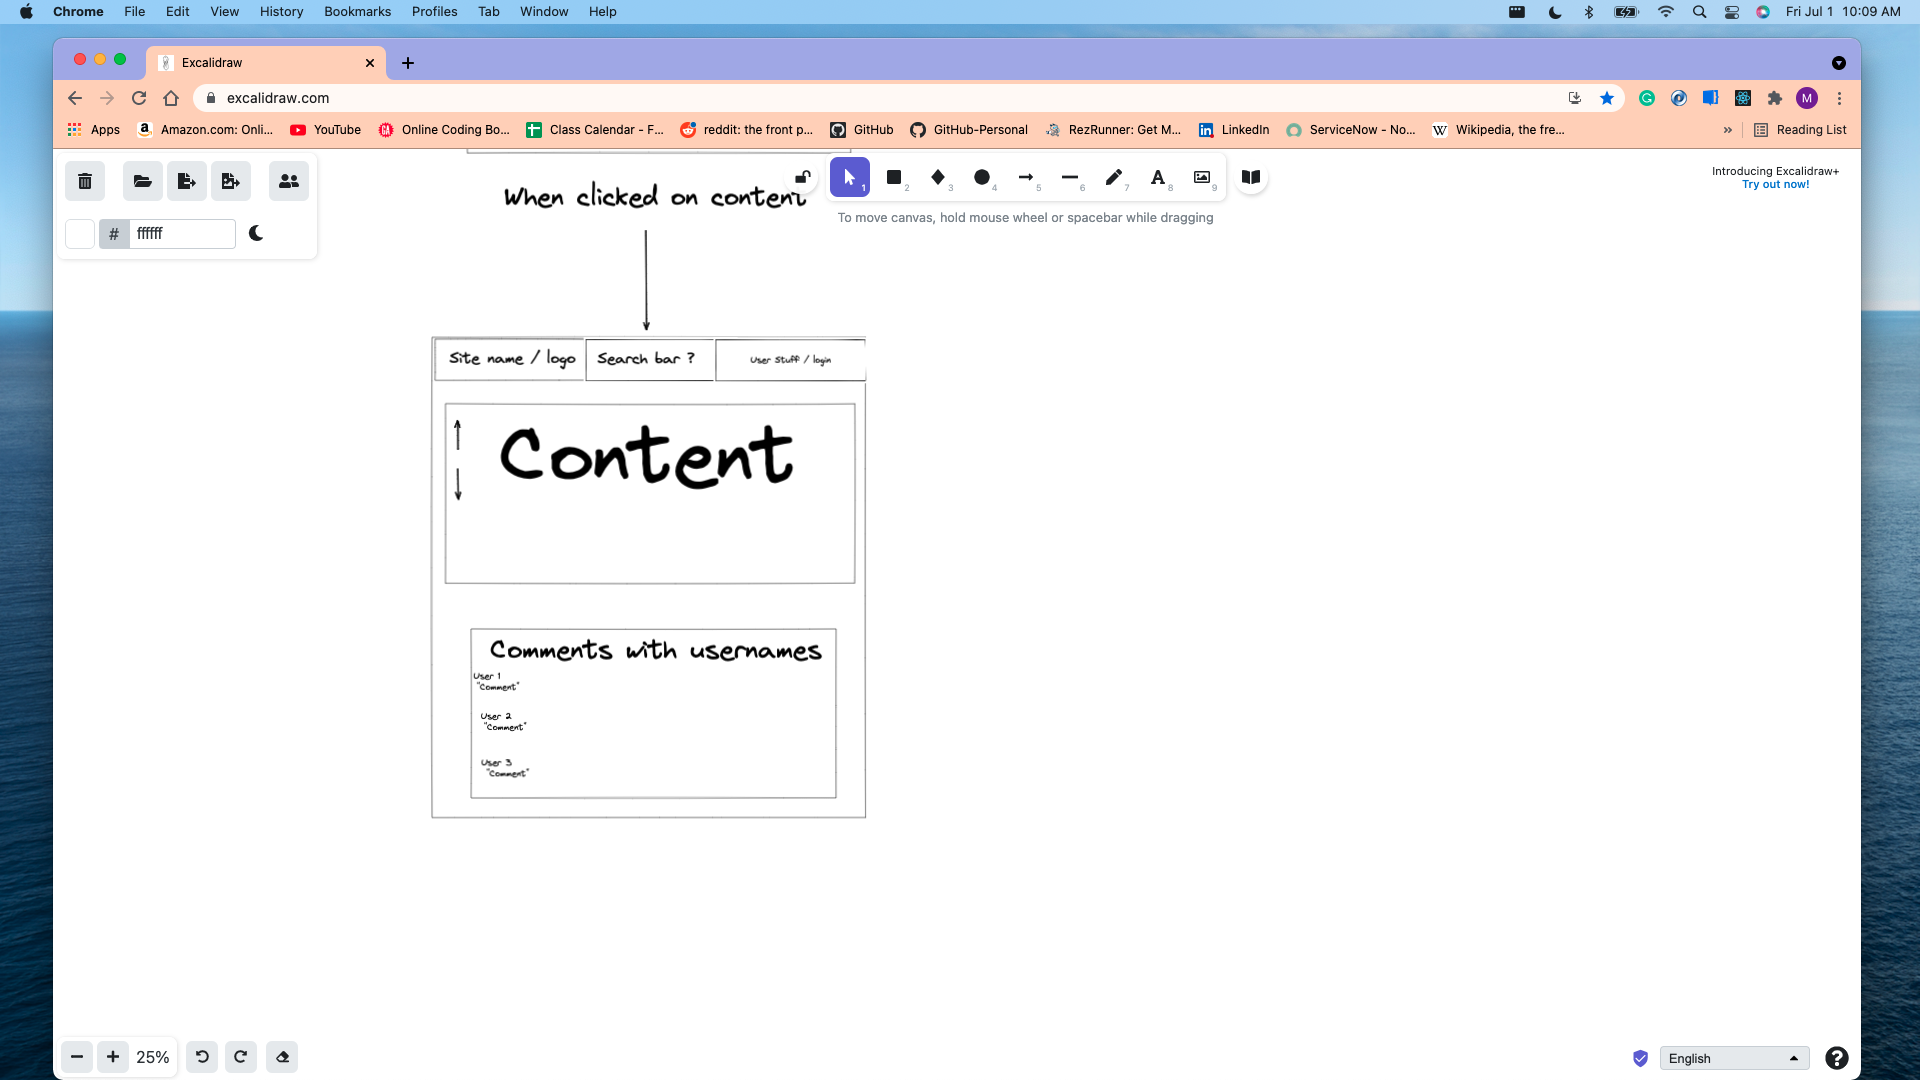 Chrome File Edit View History Bookmarks Profiles Tab Window Help Fri Jul 1 10:09 AM
Excalidraw
excalidraw.com M
Apps Amazon.com: Onli... YouTube GA Online Coding Bo... Class Calendar - F... reddit: the front p... GitHub GitHub-Personal RezRunner: Get M... LinkedIn ServiceNow - No... W Wikipedia, the fre... » Reading List
When clicked on content
1 2 3 4 5 6 7 A 8 9
To move canvas, hold mouse wheel or spacebar while dragging
Introducing Excalidraw+
Try out now!
# ffffff
Site name / logo
Search bar ?
User Stuff / login
Content
Comments with usernames
User 1
"Comment"
User 2
"Comment"
User 3
"Comment"
25%
English
?